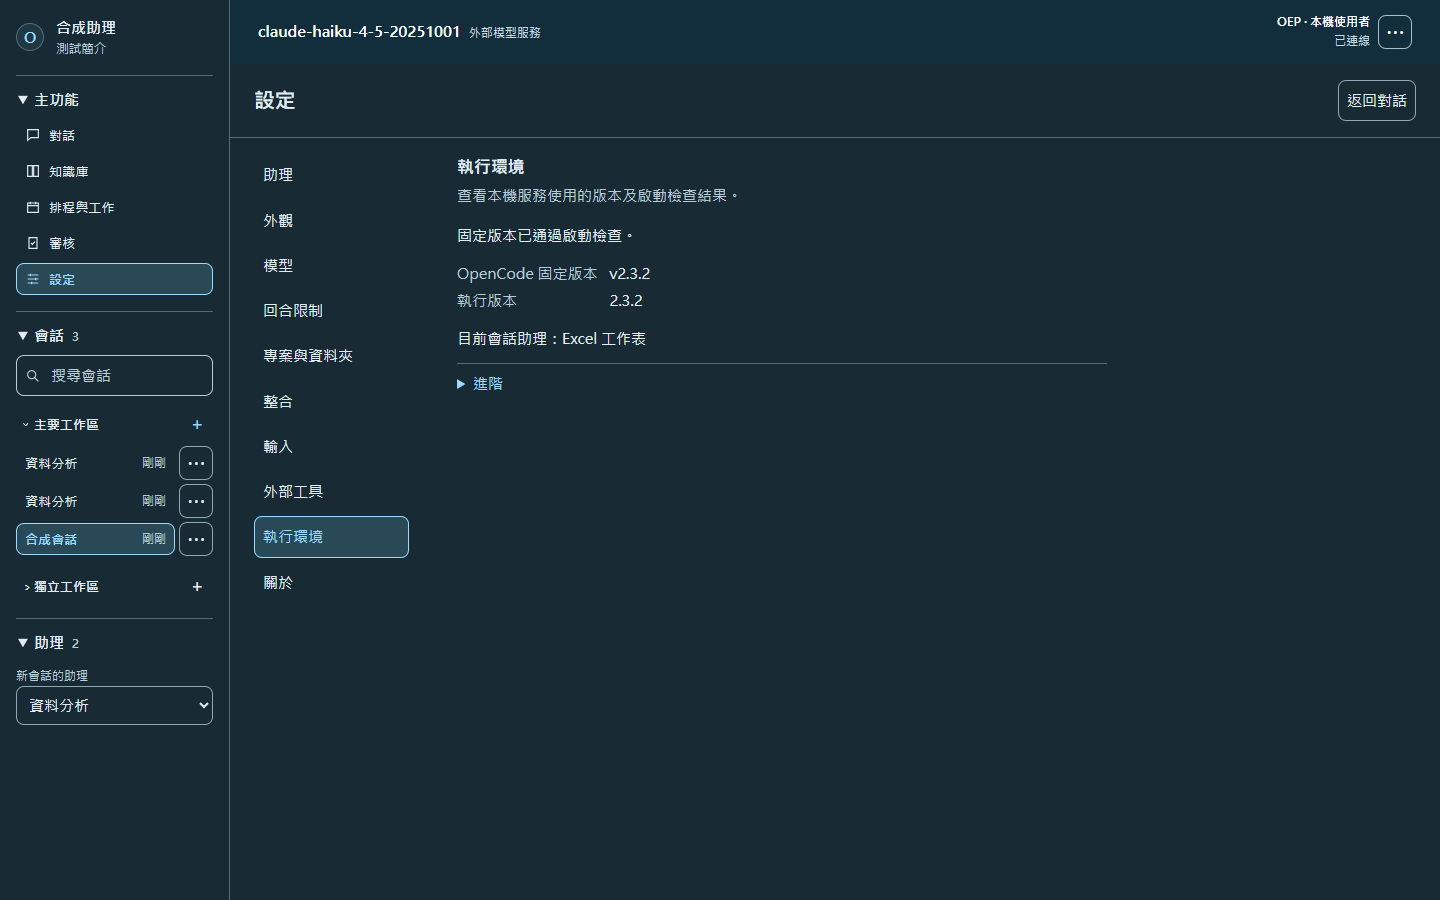 O
合成助理
測試簡介
▼ 主功能
對話
知識庫
排程與工作
審核
設定
▼ 會話 3
搜尋會話
主要工作區 +
資料分析 剛剛 ...
資料分析 剛剛 ...
合成會話 剛剛 ...
獨立工作區 +
▼ 助理 2
新會話的助理
資料分析
claude-haiku-4-5-20251001 外部模型服務
OEP · 本機使用者
已連線
...
設定
返回對話
助理
外觀
模型
回合限制
專案與資料夾
整合
輸入
外部工具
執行環境
關於
執行環境
查看本機服務使用的版本及啟動檢查結果。
固定版本已通過啟動檢查。
OpenCode 固定版本 v2.3.2
執行版本 2.3.2
目前會話助理：Excel 工作表
▶ 進階